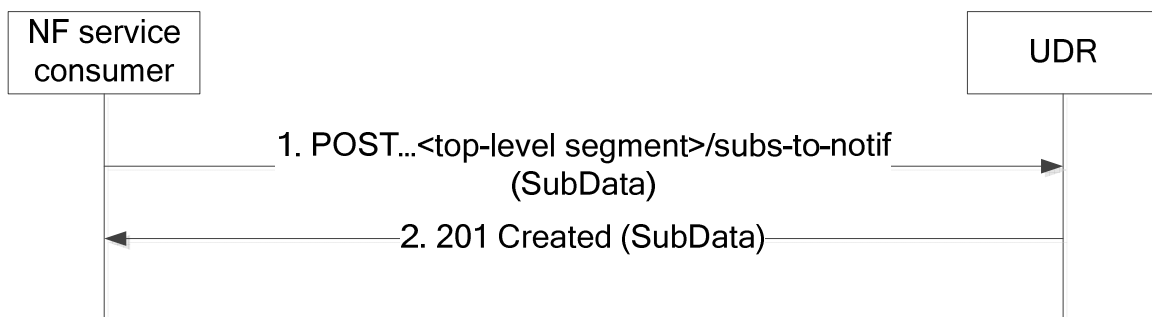 NF service
consumer
UDR
1. POST...<top-level segment>/subs-to-notif
(SubData)
2. 201 Created (SubData)